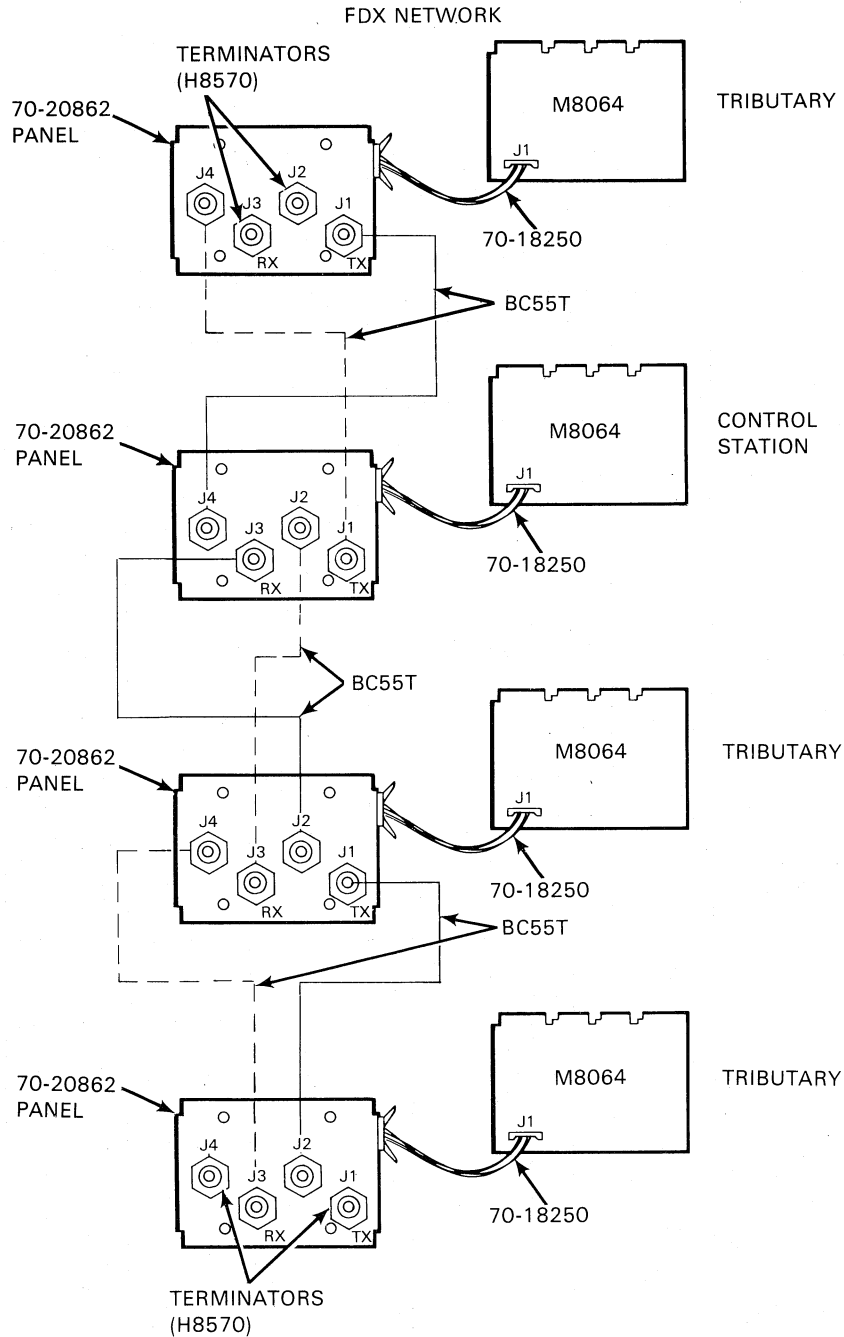 FDX NETWORK
TERMINATORS
(H8570)
70-20862
PANEL
M8064
TRIBUTARY
J1
J4
J3
J2
J1
RX
TX
70-18250
BC55T
70-20862
PANEL
M8064
CONTROL
STATION
J1
J4
J3
J2
J1
RX
TX
70-18250
BC55T
70-20862
PANEL
M8064
TRIBUTARY
J1
J4
J3
J2
J1
RX
TX
70-18250
BC55T
70-20862
PANEL
M8064
TRIBUTARY
J1
J4
J3
J2
J1
RX
TX
70-18250
TERMINATORS
(H8570)